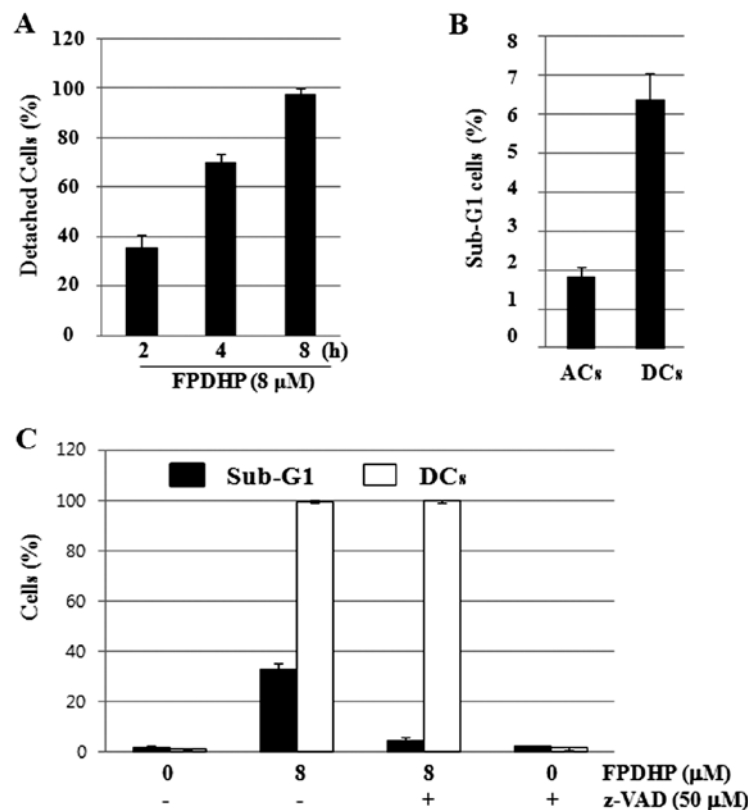 A
120
100
80
60
40
20
0
Detached Cells (%)
2 4 8 (h)
FPDHP (8 μM)
B
8
7
6
5
4
3
2
1
0
Sub-G1 cells (%)
ACs DCs
C
120
100
80
60
40
20
0
Cells (%)
Sub-G1 DCs
0 8 8 0 FPDHP (μM)
- - + + z-VAD (50 μM)